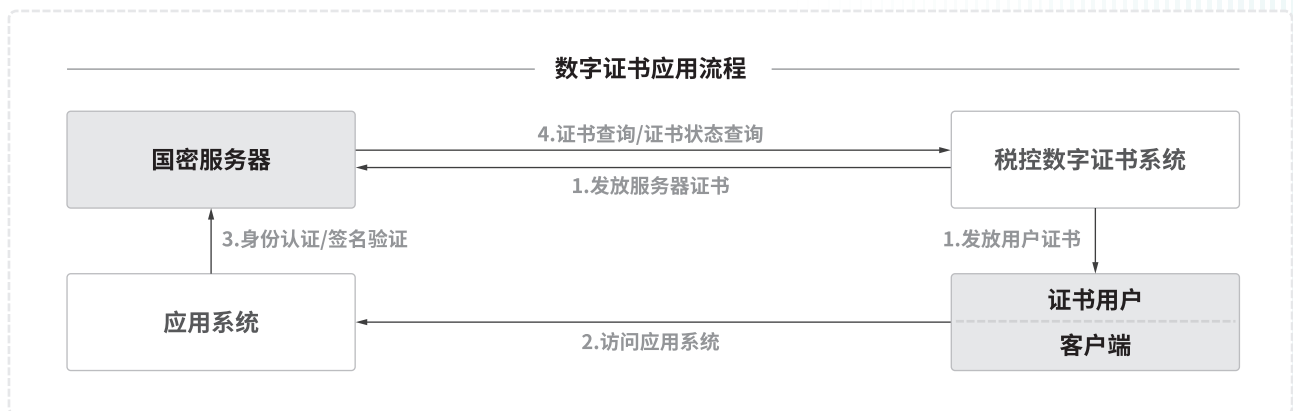 数字证书应用流程
国密服务器
4.证书查询/证书状态查询
1.发放服务器证书
税控数字证书系统
3.身份认证/签名验证
1.发放用户证书
应用系统
2.访问应用系统
证书用户
客户端